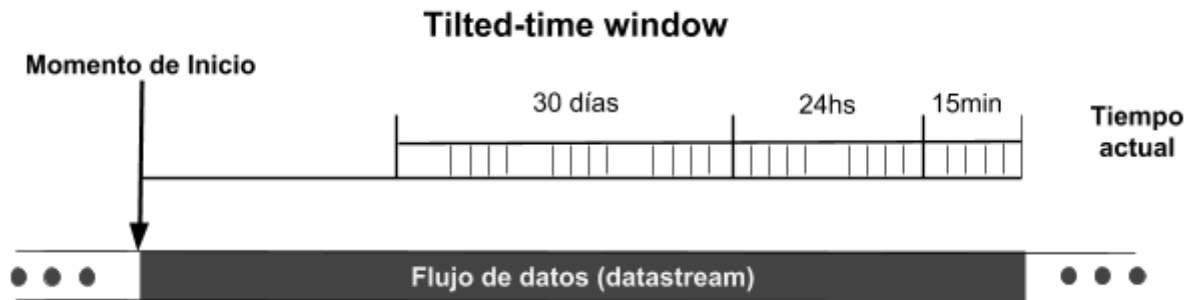 Tilted-time window
Momento de Inicio
30 días
24hs
15min
Tiempo
actual
Flujo de datos (datastream)